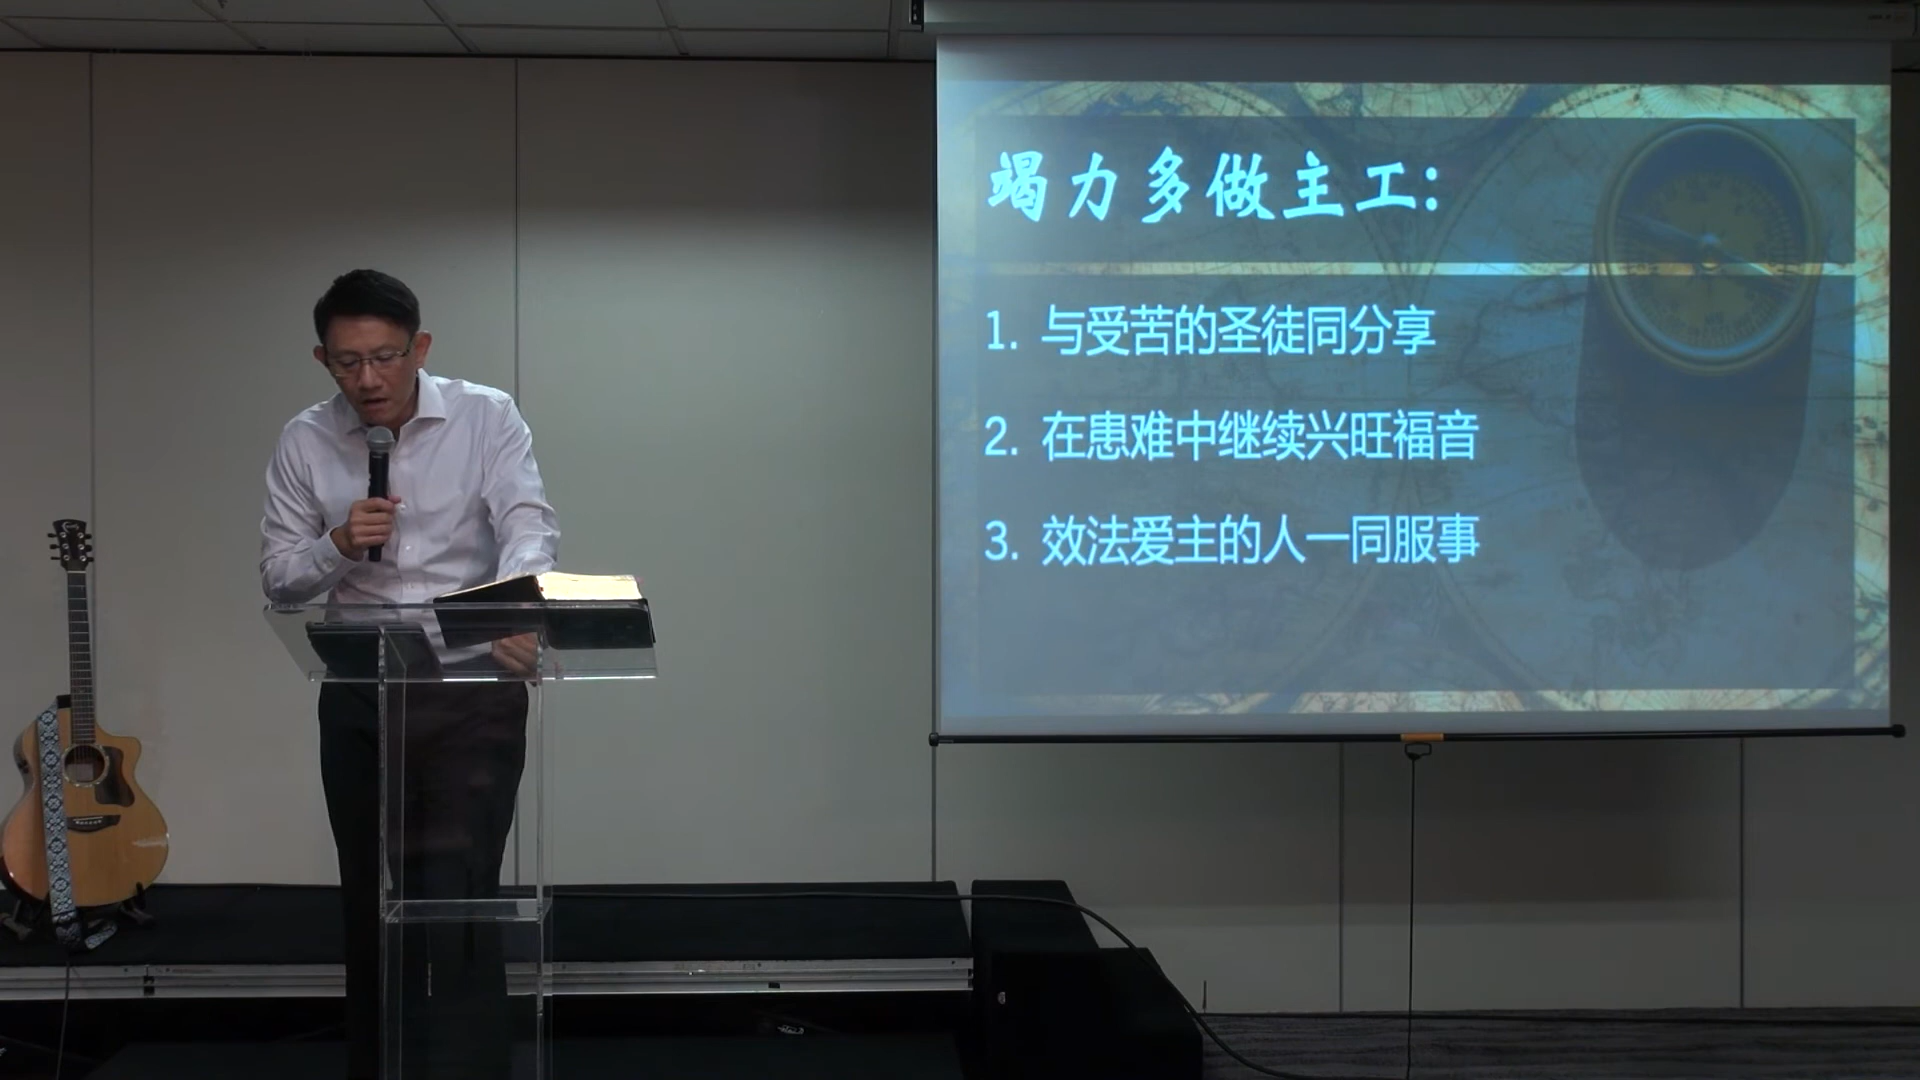 竭力多做主工:
1. 与受苦的圣徒同分享
2. 在患难中继续兴旺福音
3. 效法爱主的人一同服事